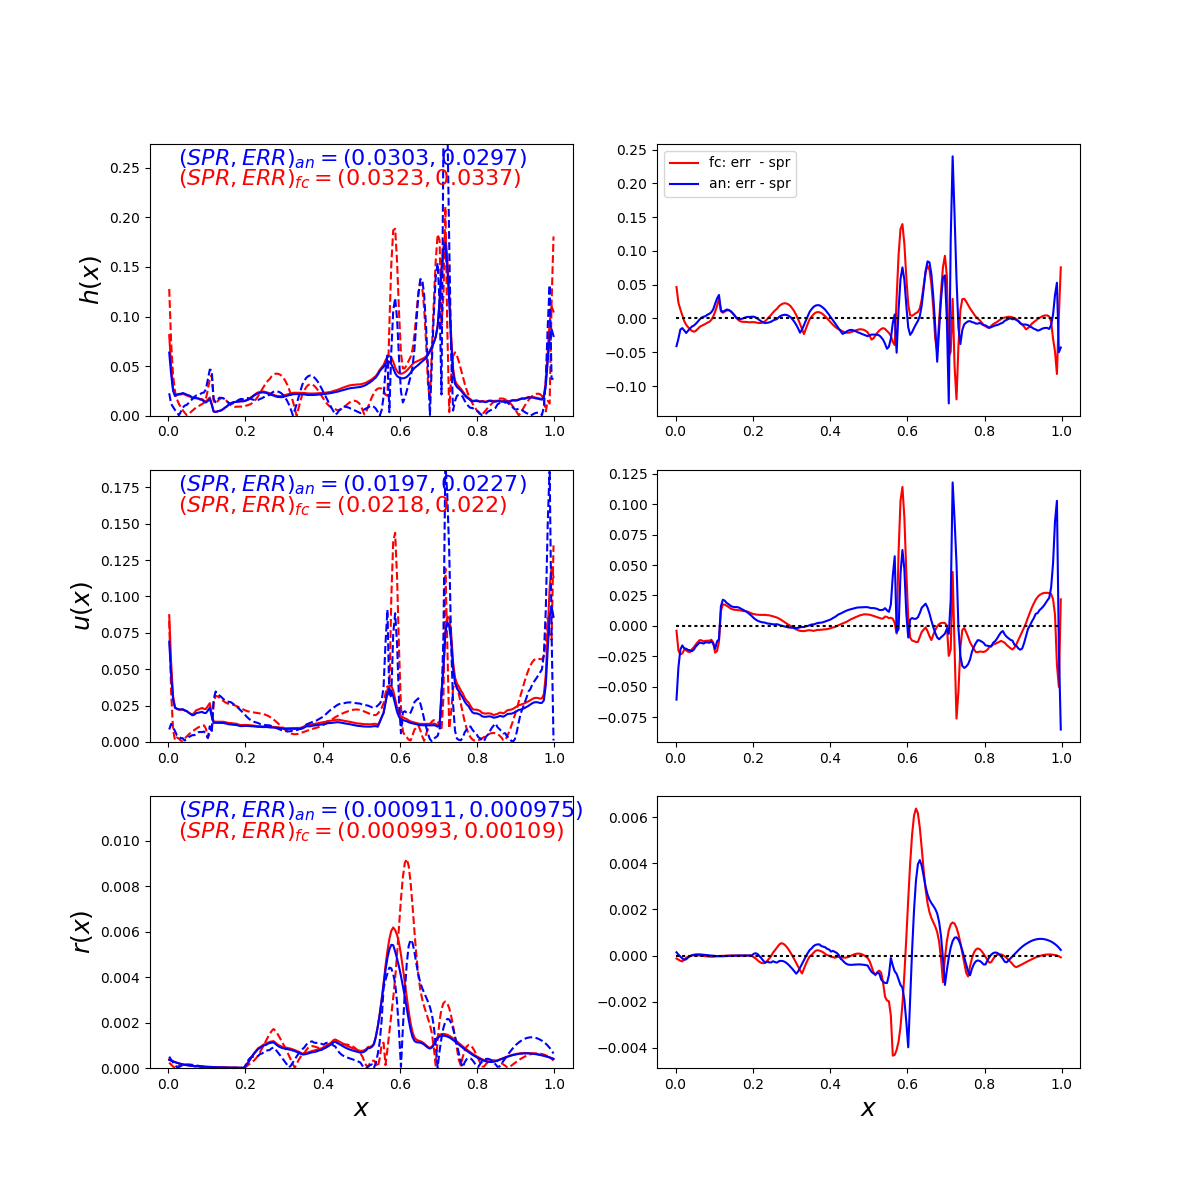 (SPR, ERR)an = (0.0303, 0.0297)
(SPR, ERR)fc = (0.0323, 0.0337)
0.25
0.20
0.15
0.10
0.05
0.00
h(x)
0.0 0.2 0.4 0.6 0.8 1.0
fc: err - spr
an: err - spr
0.25
0.20
0.15
0.10
0.05
0.00
−0.05
−0.10
0.0 0.2 0.4 0.6 0.8 1.0
(SPR, ERR)an = (0.0197, 0.0227)
(SPR, ERR)fc = (0.0218, 0.022)
0.175
0.150
0.125
0.100
0.075
0.050
0.025
0.000
u(x)
0.0 0.2 0.4 0.6 0.8 1.0
0.125
0.100
0.075
0.050
0.025
0.000
−0.025
−0.050
−0.075
0.0 0.2 0.4 0.6 0.8 1.0
(SPR, ERR)an = (0.000911, 0.000975)
(SPR, ERR)fc = (0.000993, 0.00109)
0.010
0.008
0.006
0.004
0.002
0.000
r(x)
0.0 0.2 0.4 0.6 0.8 1.0
x
0.006
0.004
0.002
0.000
−0.002
−0.004
0.0 0.2 0.4 0.6 0.8 1.0
x